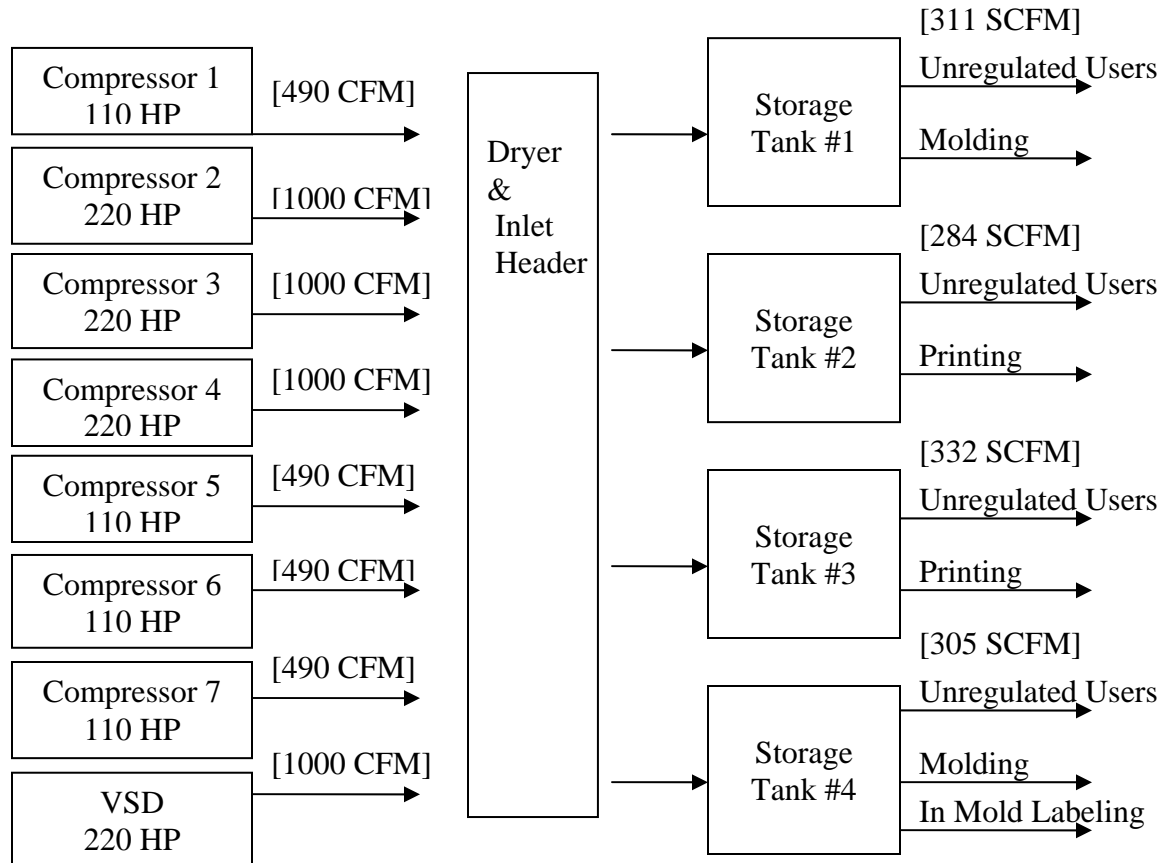 Compressor 1
110 HP
[490 CFM]
Compressor 2
220 HP
[1000 CFM]
Compressor 3
220 HP
[1000 CFM]
Compressor 4
220 HP
[1000 CFM]
Compressor 5
110 HP
[490 CFM]
Compressor 6
110 HP
[490 CFM]
Compressor 7
110 HP
[490 CFM]
VSD
220 HP
[1000 CFM]
Dryer
&
Inlet
Header
Storage
Tank #1
[311 SCFM]
Unregulated Users
Molding
Storage
Tank #2
[284 SCFM]
Unregulated Users
Printing
Storage
Tank #3
[332 SCFM]
Unregulated Users
Printing
Storage
Tank #4
[305 SCFM]
Unregulated Users
Molding
In Mold Labeling